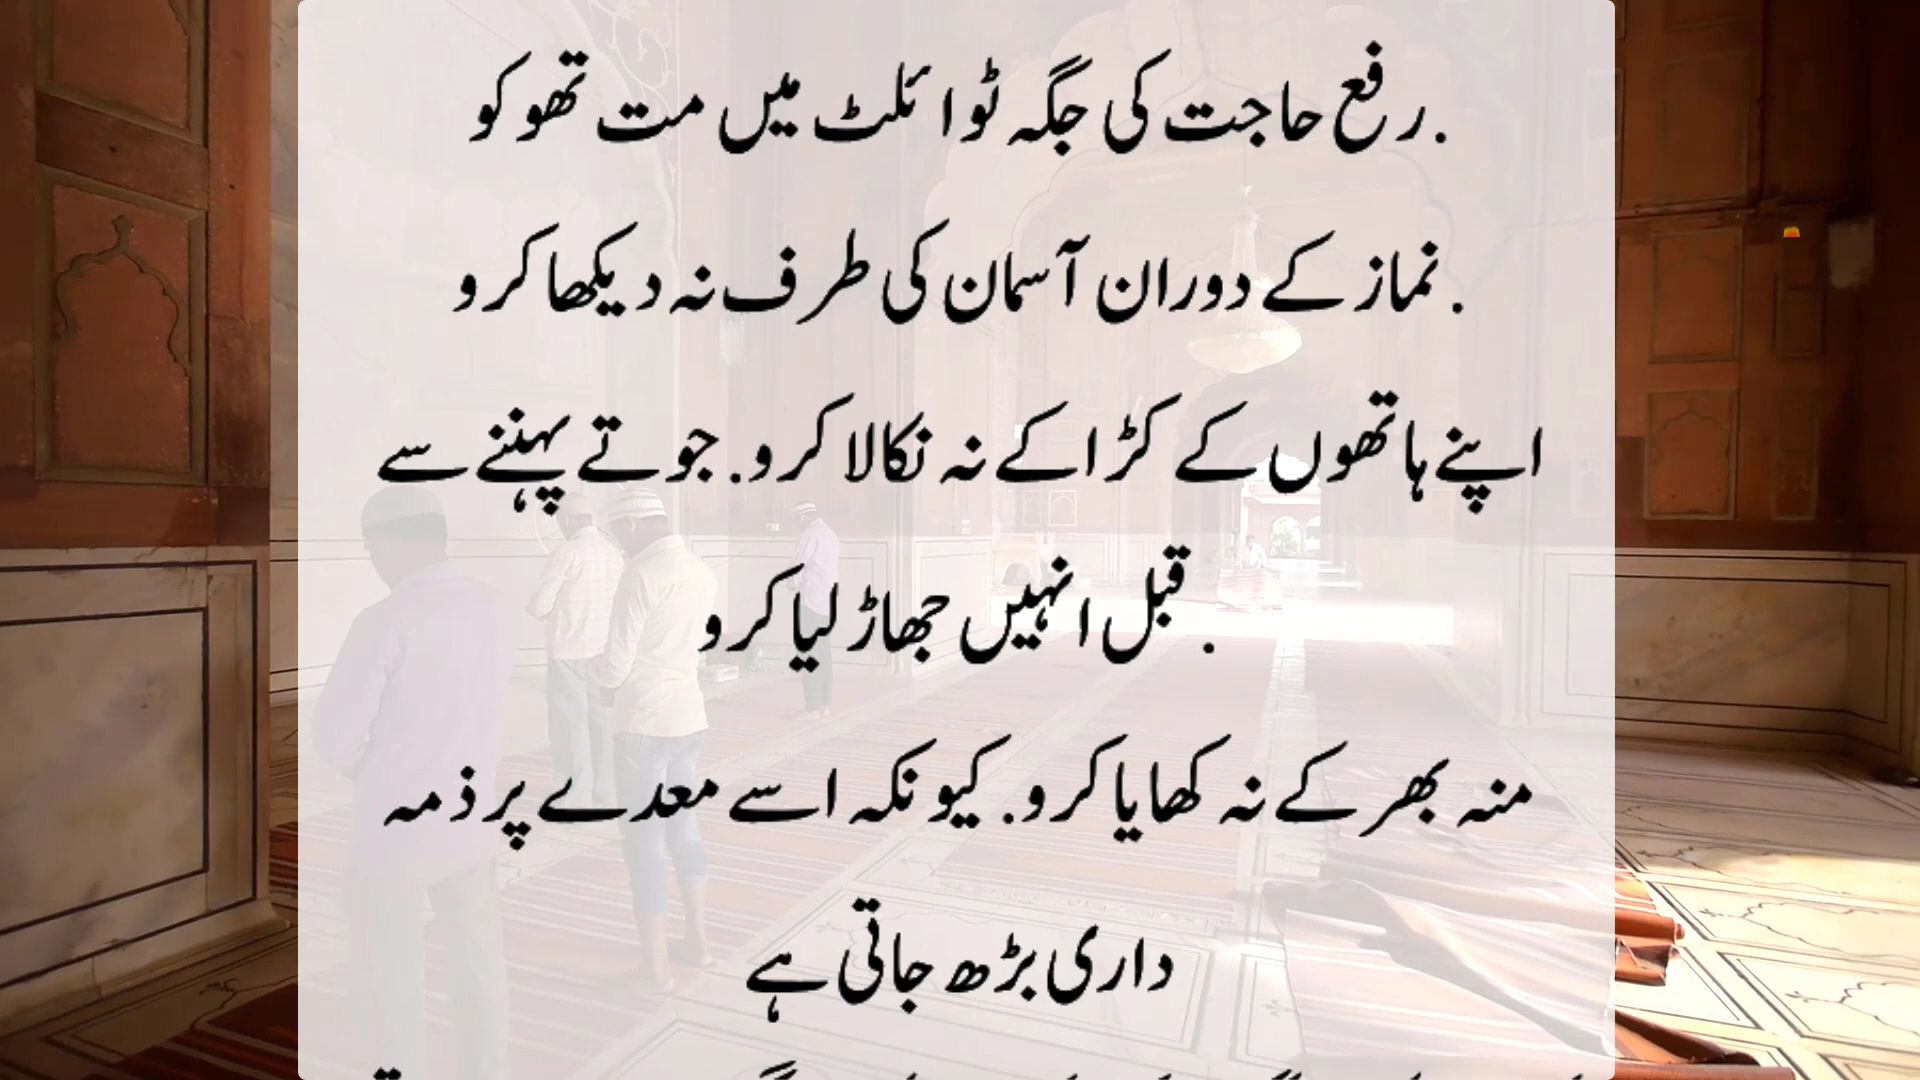 رفع حاجت کی جگہ ٹوائلٹ میں مت تھوکو.
نماز کے دوران آسمان کی طرف نہ دیکھا کرو.
اپنے ہاتھوں کے کڑاکے نہ نکالا کرو. جوتے پہننے سے
قبل انہیں جھاڑ لیا کرو.
منہ بھر کے نہ کھایا کرو. کیونکہ اسے معدے پر ذمہ
داری بڑھ جاتی ہے